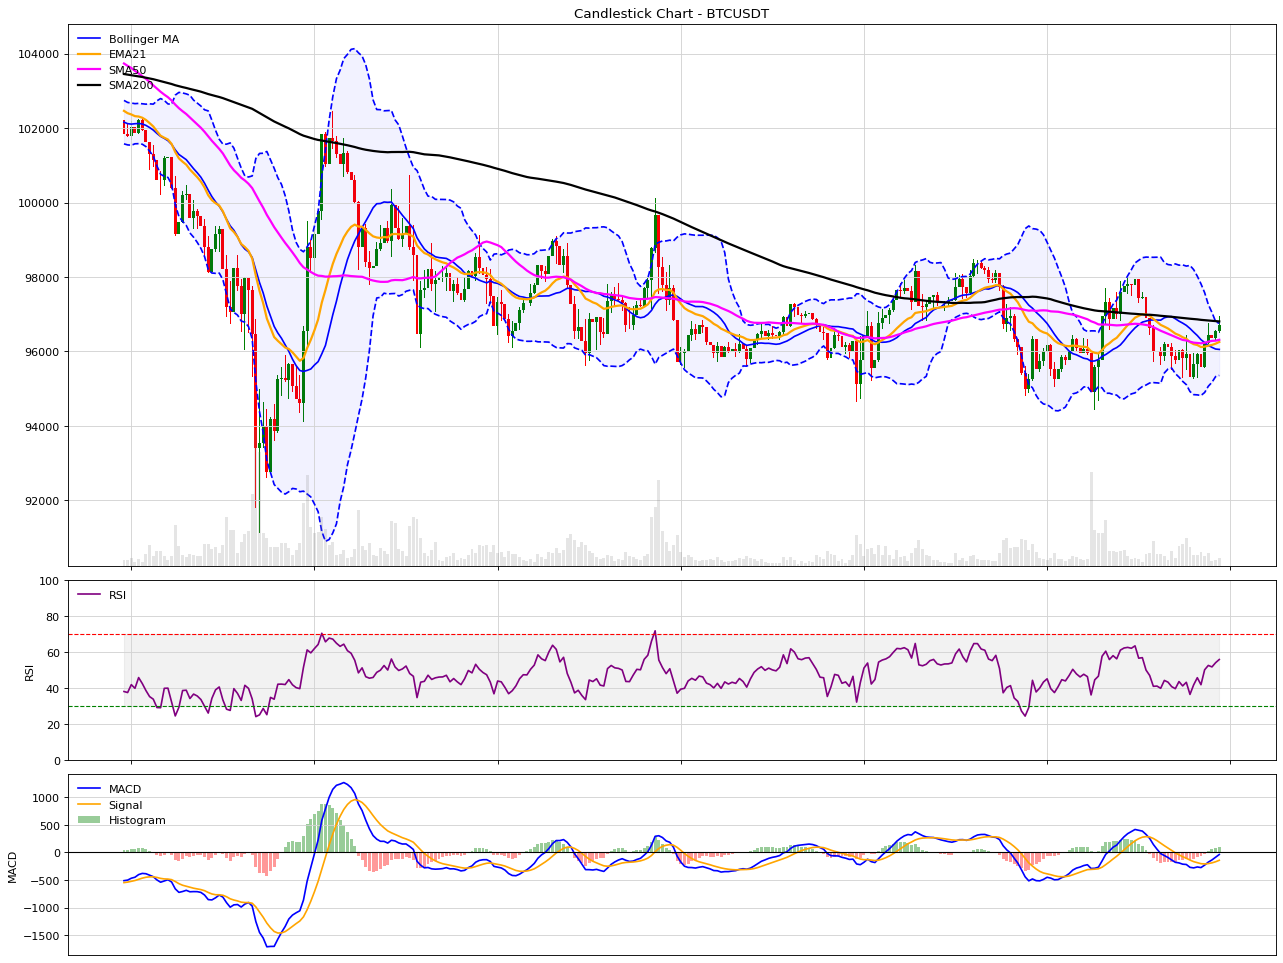 Candlestick Chart - BTCUSDT
Bollinger MA
EMA21
SMA50
SMA200
104000
102000
100000
98000
96000
94000
92000
RSI
100
80
60
40
20
0
RSI
MACD
Signal
Histogram
1000
500
0
−500
−1000
−1500
MACD